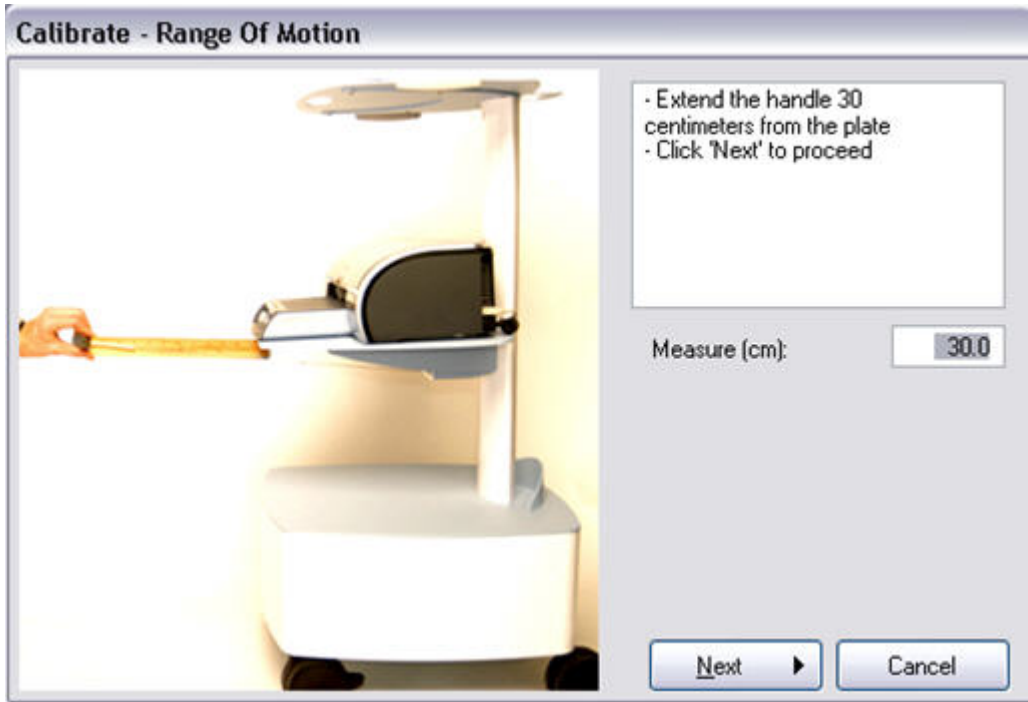 Calibrate - Range Of Motion
- Extend the handle 30
centimeters from the plate
- Click 'Next' to proceed
Measure (cm): 30.0
Next Cancel